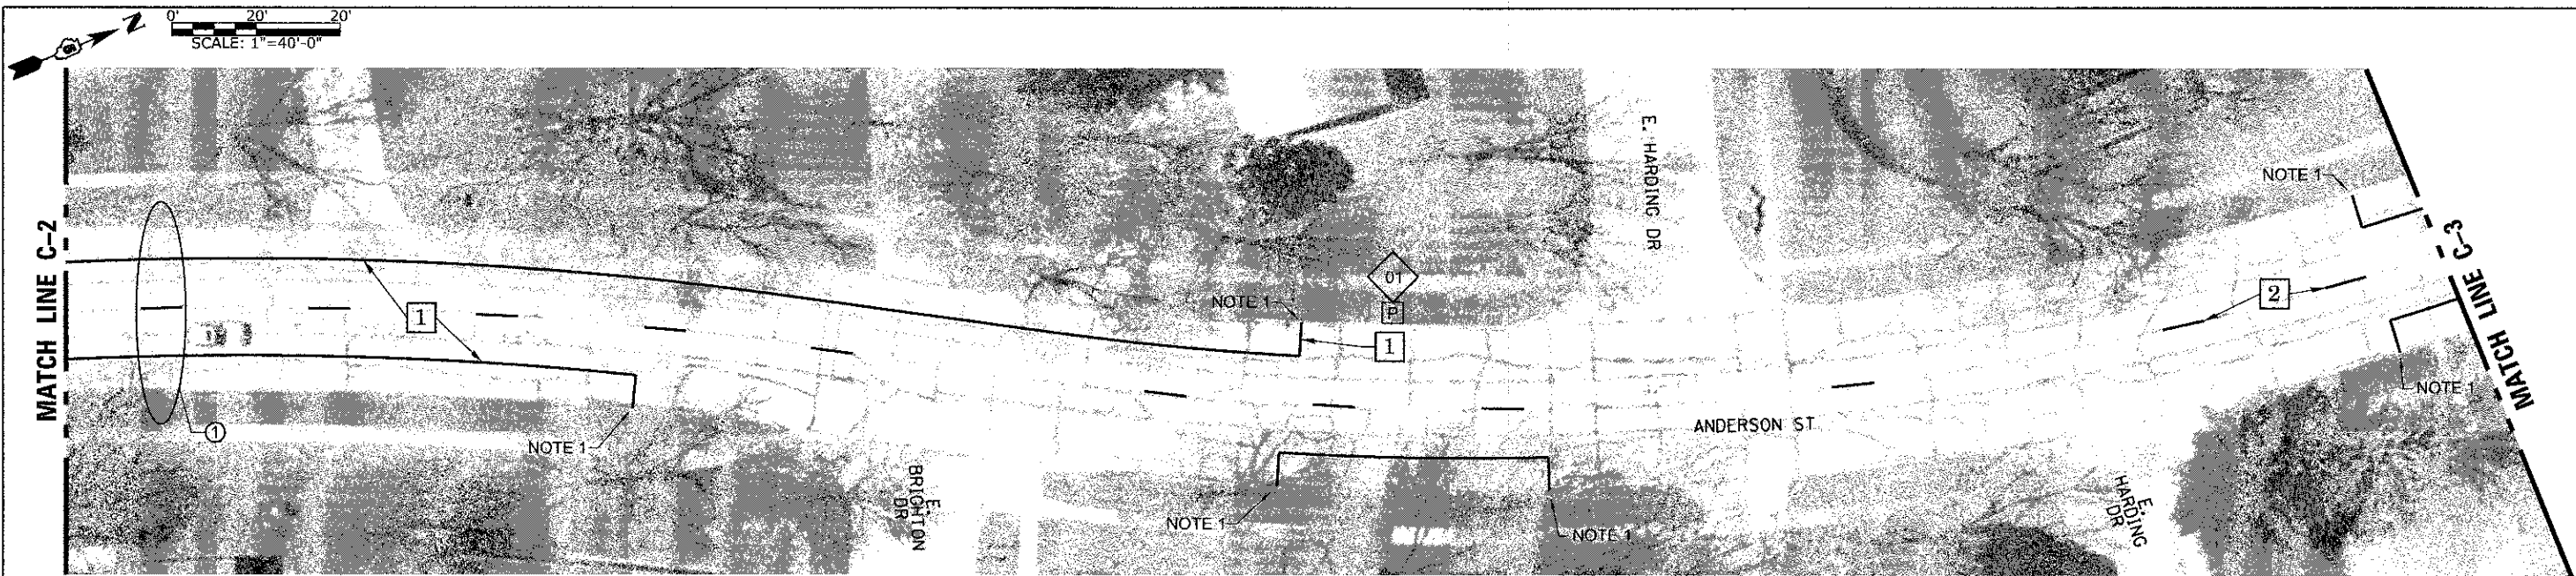 N
0' 20' 20'
SCALE: 1"=40'-0"
MATCH LINE C-2
1
1
NOTE 1
E. BRIGHTON DR
NOTE 1
01
P
1
NOTE 1
NOTE 1
E. HARDING DR
ANDERSON ST
E. HARDING DR
2
NOTE 1
NOTE 1
MATCH LINE C-3